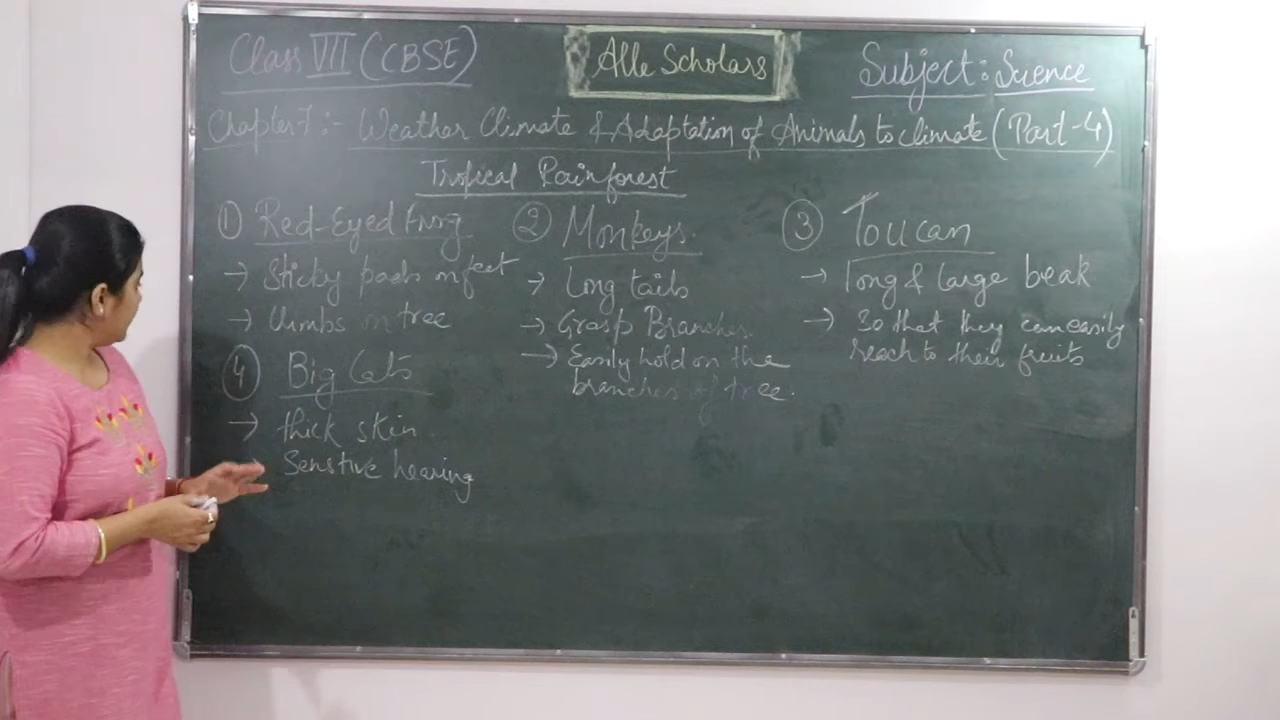 Class VII (CBSE)
Alle Scholars
Subject: Science
Chapter 7 :- Weather Climate & Adaptation of Animals to climate (Part-4)
Tropical Rainforest
① Red-Eyed Frog
→ Sticky pads on feet
→ Climbs on tree
② Monkeys.
→ Long tails
→ Grasp Branches.
→ Easily hold on the
branches of tree.
③ Toucan
→ long & large beak
→ So that they can easily
reach to their fruits
④ Big Cats
→ thick skin
→ Senstive hearing